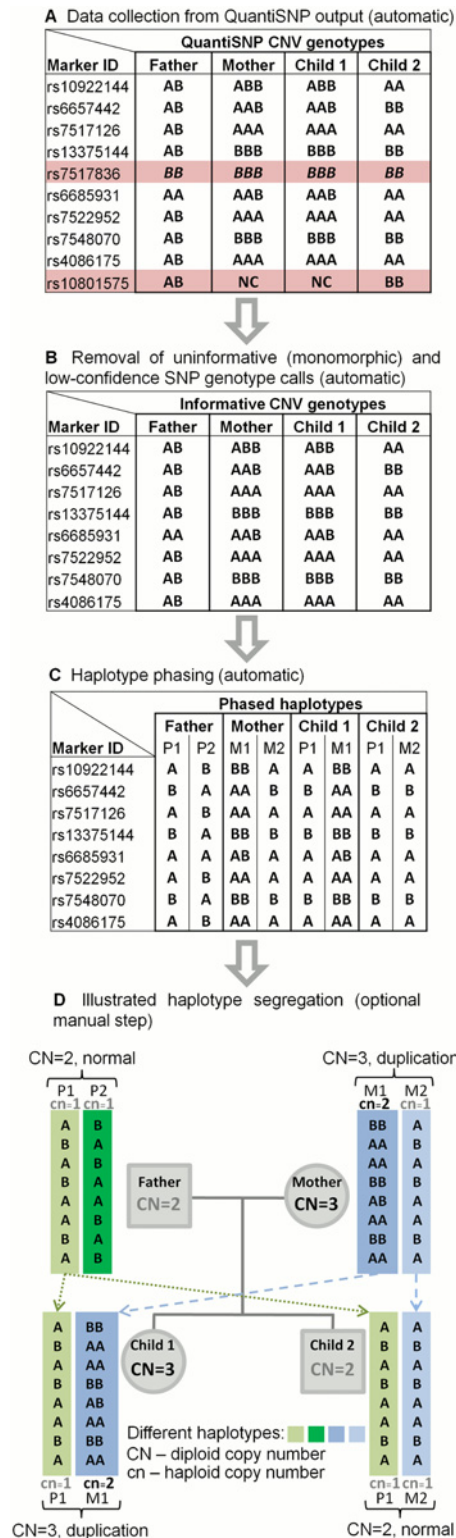 A Data collection from QuantiSNP output (automatic)
QuantiSNP CNV genotypes
Marker ID Father Mother Child 1 Child 2
rs10922144 AB ABB ABB AA
rs6657442 AB AAB AAB BB
rs7517126 AB AAA AAA AA
rs13375144 AB BBB BBB BB
rs7517836 BB BBB BBB BB
rs6685931 AA AAB AAB AA
rs7522952 AB AAA AAA AA
rs7548070 AB BBB BBB BB
rs4086175 AB AAA AAA AA
rs10801575 AB NC NC BB
B Removal of uninformative (monomorphic) and
low-confidence SNP genotype calls (automatic)
Informative CNV genotypes
Marker ID Father Mother Child 1 Child 2
rs10922144 AB ABB ABB AA
rs6657442 AB AAB AAB BB
rs7517126 AB AAA AAA AA
rs13375144 AB BBB BBB BB
rs6685931 AA AAB AAB AA
rs7522952 AB AAA AAA AA
rs7548070 AB BBB BBB BB
rs4086175 AB AAA AAA AA
C Haplotype phasing (automatic)
Phased haplotypes
Father Mother Child 1 Child 2
Marker ID P1 P2 M1 M2 P1 M1 P1 M2
rs10922144 A B BB A A BB A A
rs6657442 B A AA B B AA B B
rs7517126 A B AA A A AA A A
rs13375144 B A BB B B BB B B
rs6685931 A A AB A A AB A A
rs7522952 A B AA A A AA A A
rs7548070 B A BB B B BB B B
rs4086175 A B AA A A AA A A
D Illustrated haplotype segregation (optional
manual step)
CN=2, normal CN=3, duplication
P1 P2 M1 M2
cn=1 cn=1 cn=2 cn=1
A B BB A
B A AA B
A B AA A
B A BB B
A A AB A
A B AA A
B A BB B
A B AA A
Father Mother
CN=2 CN=3
A BB A A
B AA B B
A AA A A
B BB B B
A AB A A
A AA A A
B BB B B
A AA A A
Child 1 Child 2
CN=3 CN=2
Different haplotypes:
CN – diploid copy number
cn – haploid copy number
cn=1 cn=2 cn=1 cn=1
P1 M1 P1 M2
CN=3, duplication CN=2, normal